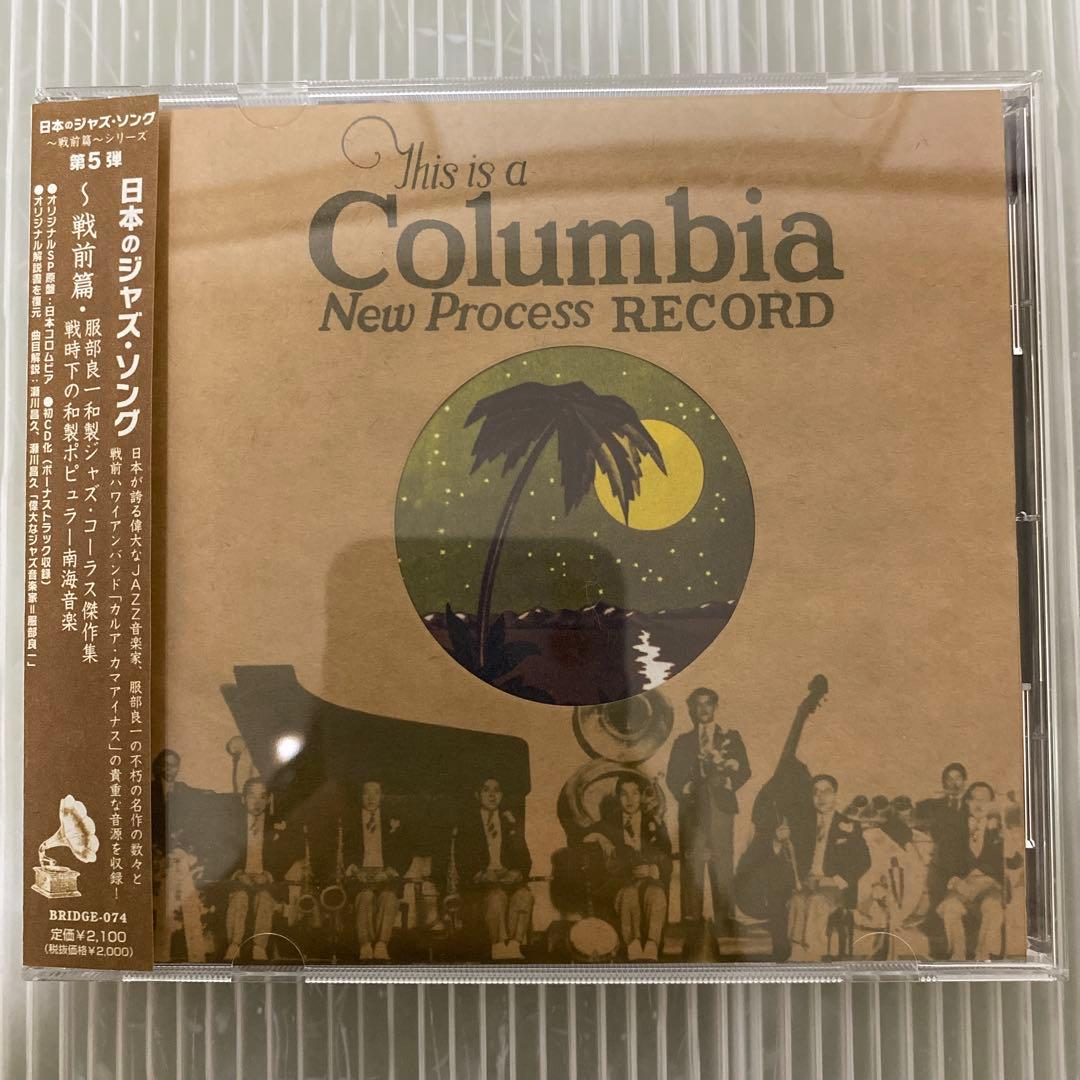 日本のジャズ・ソング
～戦前篇～シリーズ
第5弾
日本のジャズ・ソング
～戦前篇・服部良一和製ジャズ・コーラス傑作集
戦時下の和製ポピュラー南海音楽
日本が誇る偉大なJAZZ音楽家、服部良一の不朽の名作の数々と
戦前ハワイアンバンド「カルア・カマアイナス」の貴重な音源を収録!
●オリジナルSP原盤：日本コロムビア ●初CD化（ボーナストラック収録）
●オリジナル解説書を復元 曲目解説：瀬川昌久、瀬川昌久「偉大なジャズ音楽家＝服部良一」
BRIDGE-074
定価¥2,100
(税抜価格¥2,000)
This is a
Columbia
New Process RECORD